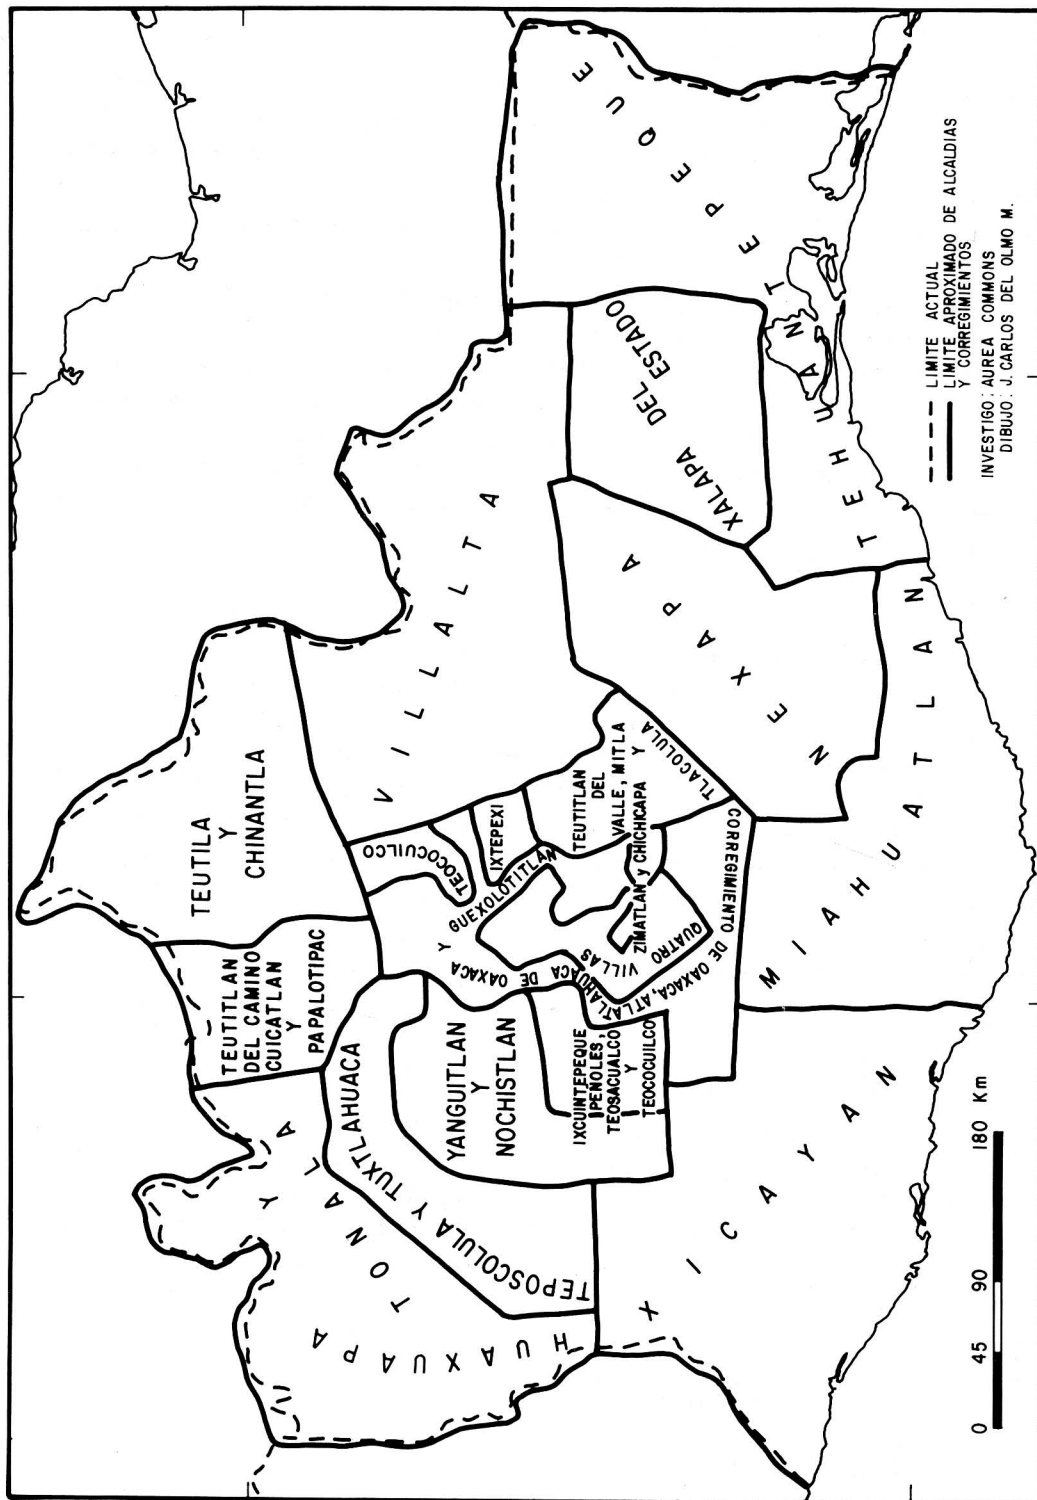 HUAXUAPA Y TONALA
TEPOSCOLULA Y TUXTLAHUACA
TEUTITLAN
DEL CAMINO
CUICATLAN
Y
PAPALOTIPAC
TEUTILA
Y
CHINANTLA
VILLALTA
YANGUITLAN
Y
NOCHISTLAN
IXCUINTEPEQUE
PEÑOLES,
TEOSACUALCO
Y
TEOCOCUILCO
TEOCOCUILCO
IXTEPEXI
CORREGIMIENTO DE OAXACA, ATLATLAHUACA DE OAXACA Y GUEXOLOTITLAN
QUATRO
VILLAS
ZIMATLAN y CHICHICAPA
TEUTITLAN
DEL
VALLE, MITLA
Y
TLACOLULA
NEXAPA
XALAPA DEL ESTADO
TEHUANTEPEQUE
XICAYAN
MIAHUATLAN
0 45 90 180 Km
LIMITE ACTUAL
LIMITE APROXIMADO DE ALCALDIAS
Y CORREGIMIENTOS
INVESTIGO: AUREA COMMONS
DIBUJO: J. CARLOS DEL OLMO M.